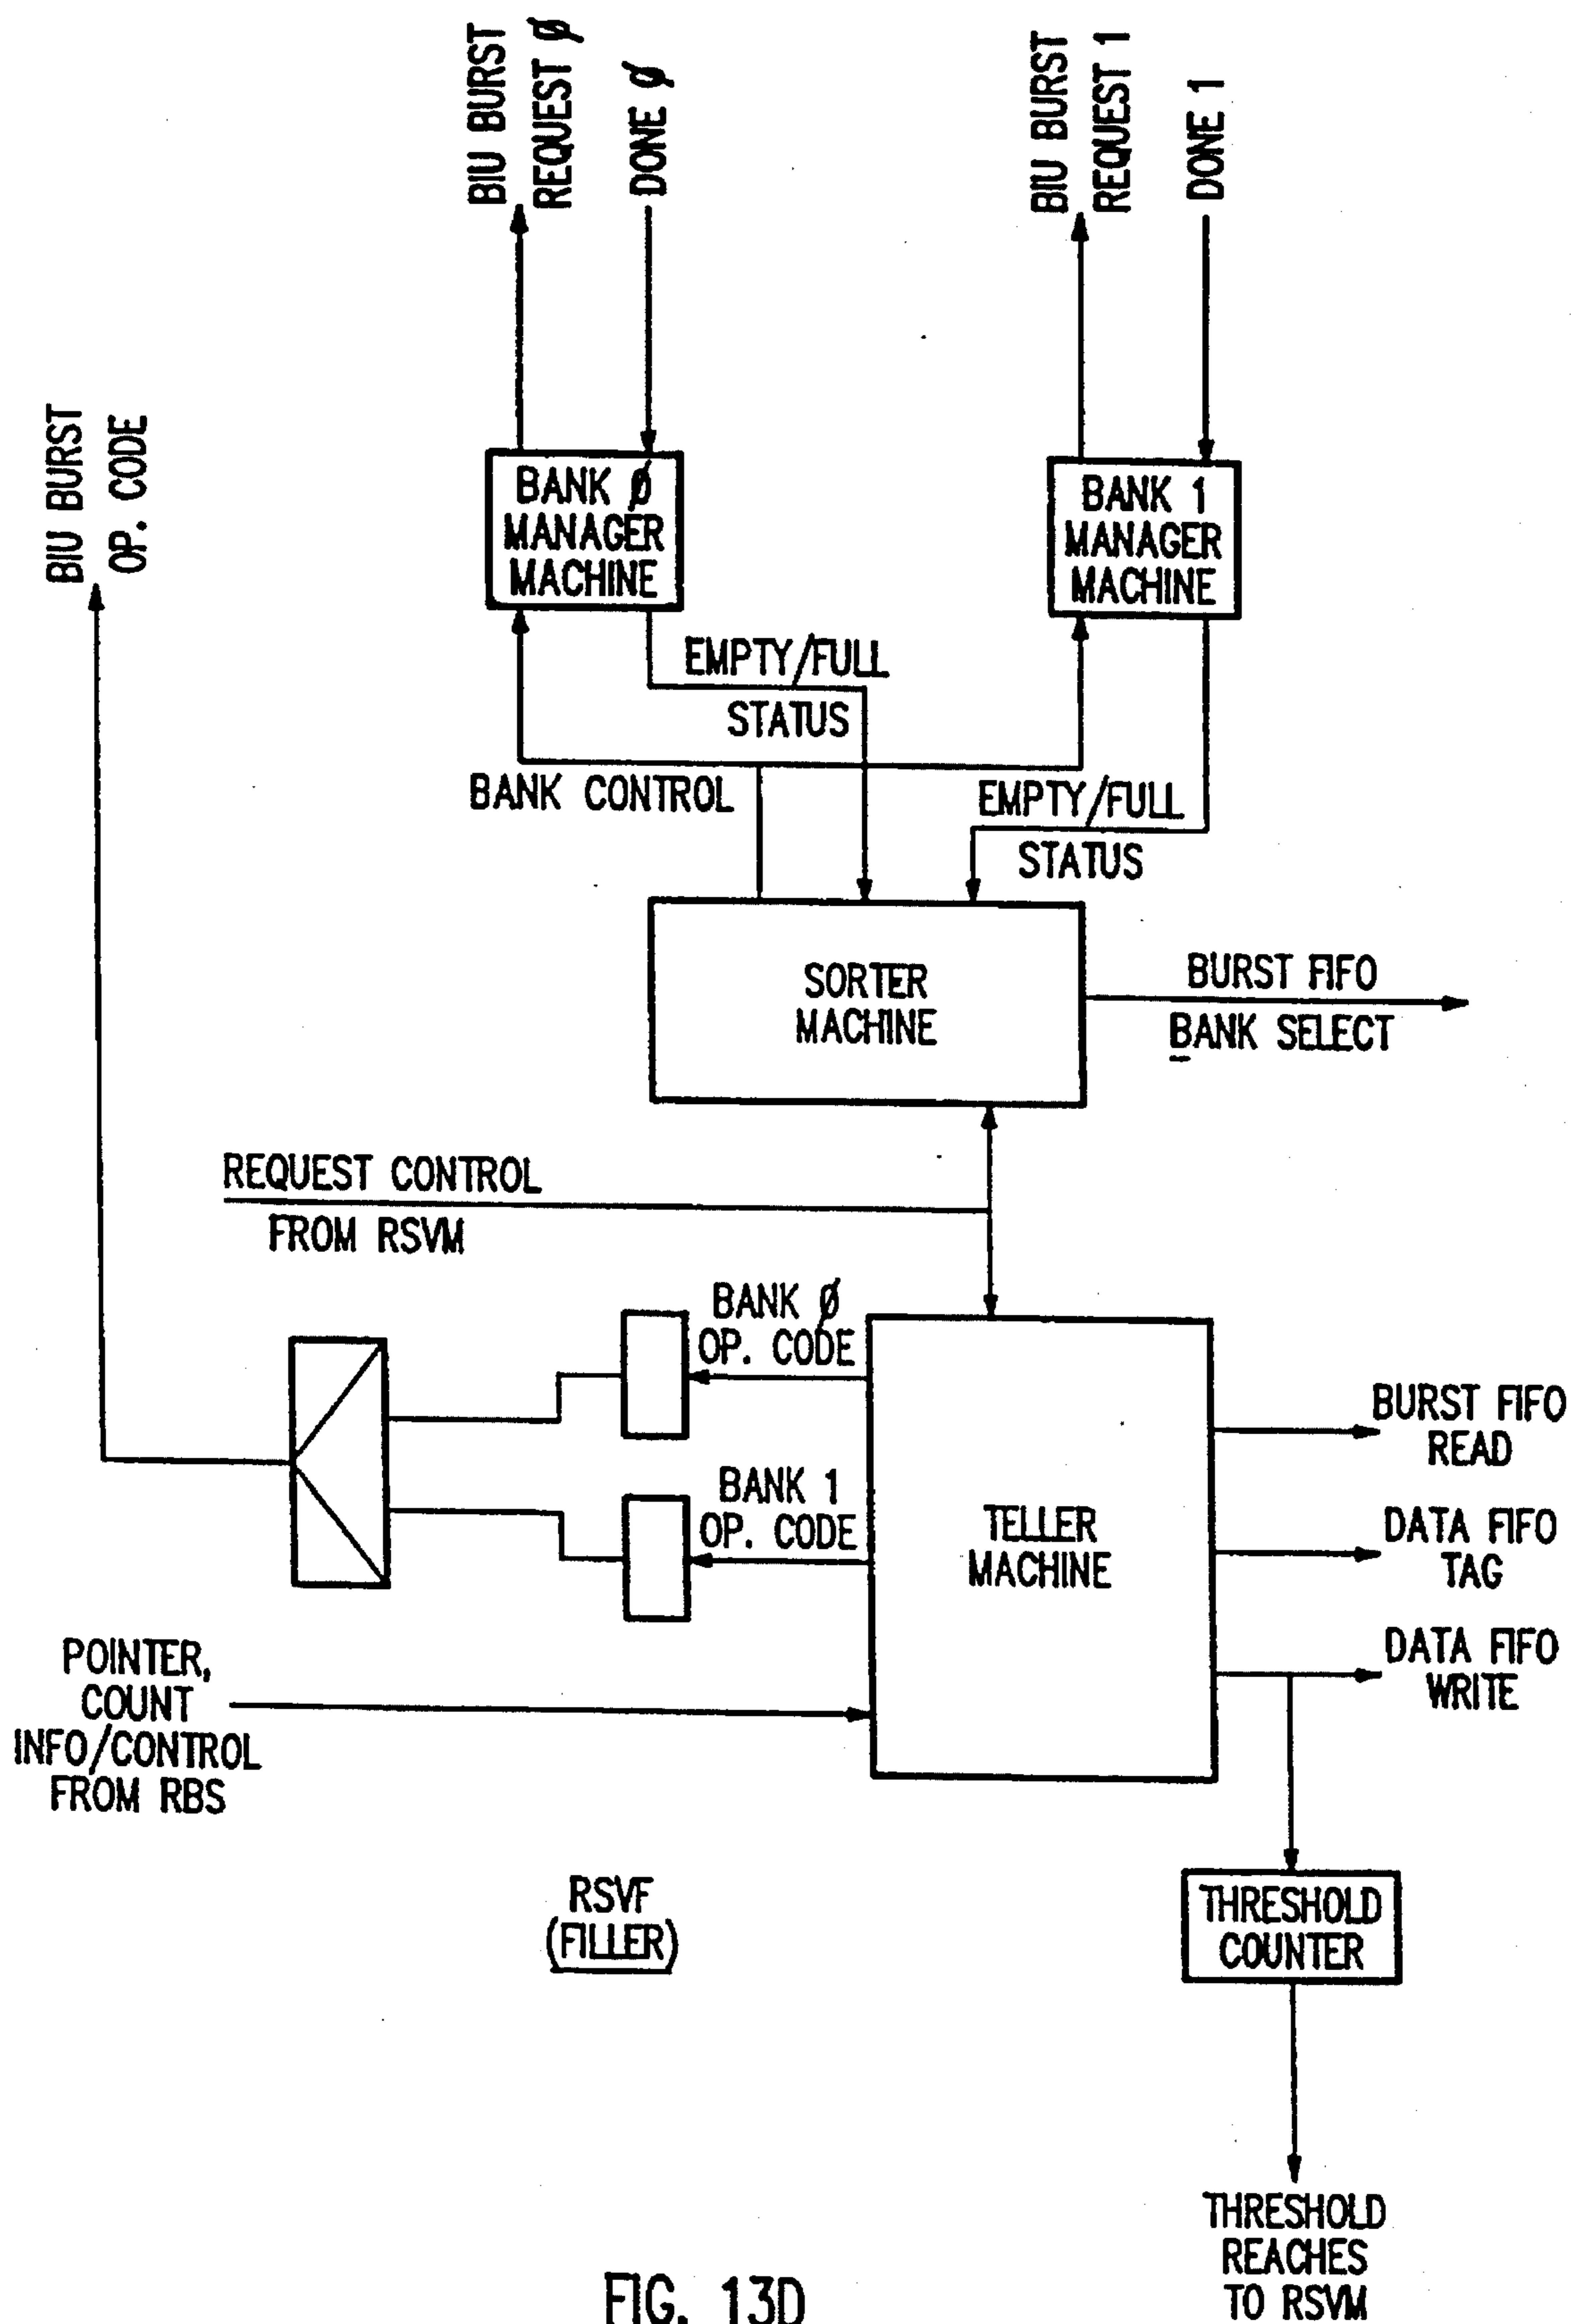 BIU BURST
REQUEST Ø
DONE Ø
BIU BURST
REQUEST 1
DONE 1
BIU BURST
OP. CODE
BANK Ø
MANAGER
MACHINE
BANK 1
MANAGER
MACHINE
EMPTY/FULL
STATUS
BANK CONTROL
EMPTY/FULL
STATUS
SORTER
MACHINE
BURST FIFO
BANK SELECT
REQUEST CONTROL
FROM RSVM
BANK Ø
OP. CODE
BANK 1
OP. CODE
TELLER
MACHINE
BURST FIFO
READ
DATA FIFO
TAG
DATA FIFO
WRITE
POINTER,
COUNT
INFO/CONTROL
FROM RBS
RSVF
(FILLER)
THRESHOLD
COUNTER
THRESHOLD
REACHES
TO RSVM
FIG. 13D